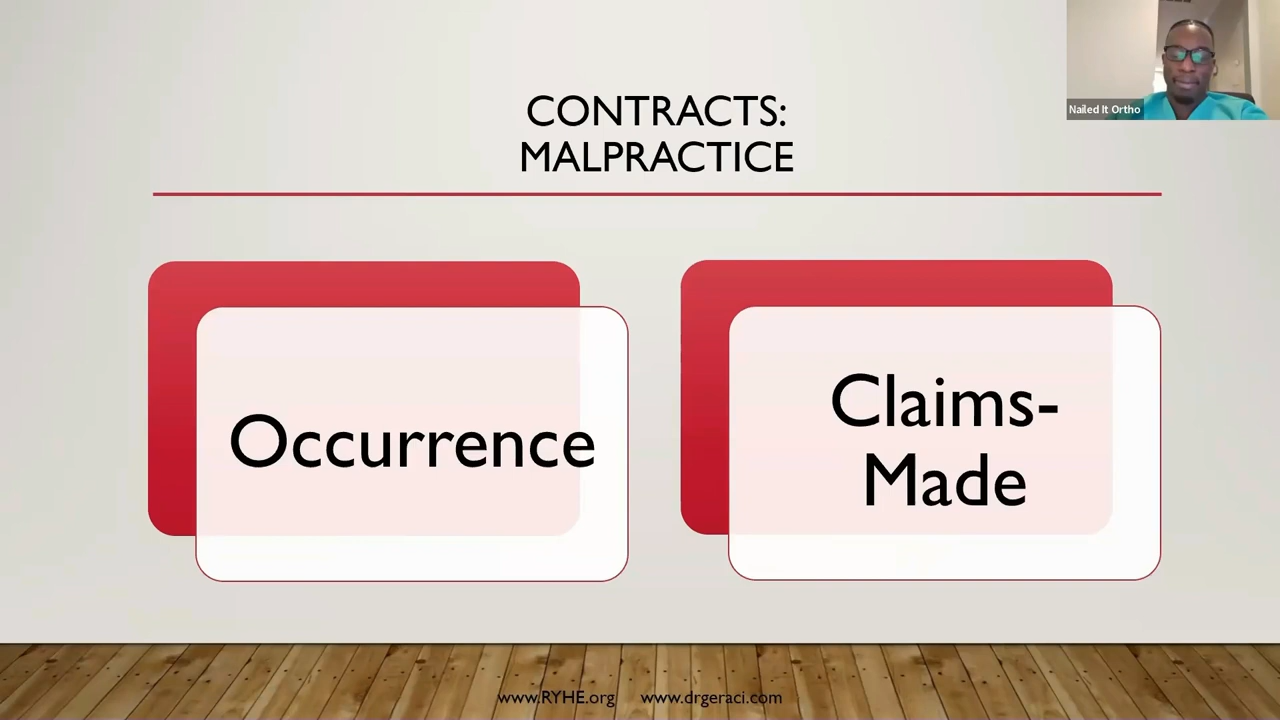 CONTRACTS:
MALPRACTICE
Nailed It Ortho
Occurrence
Claims-
Made
www.RYHE.org www.drgeraci.com